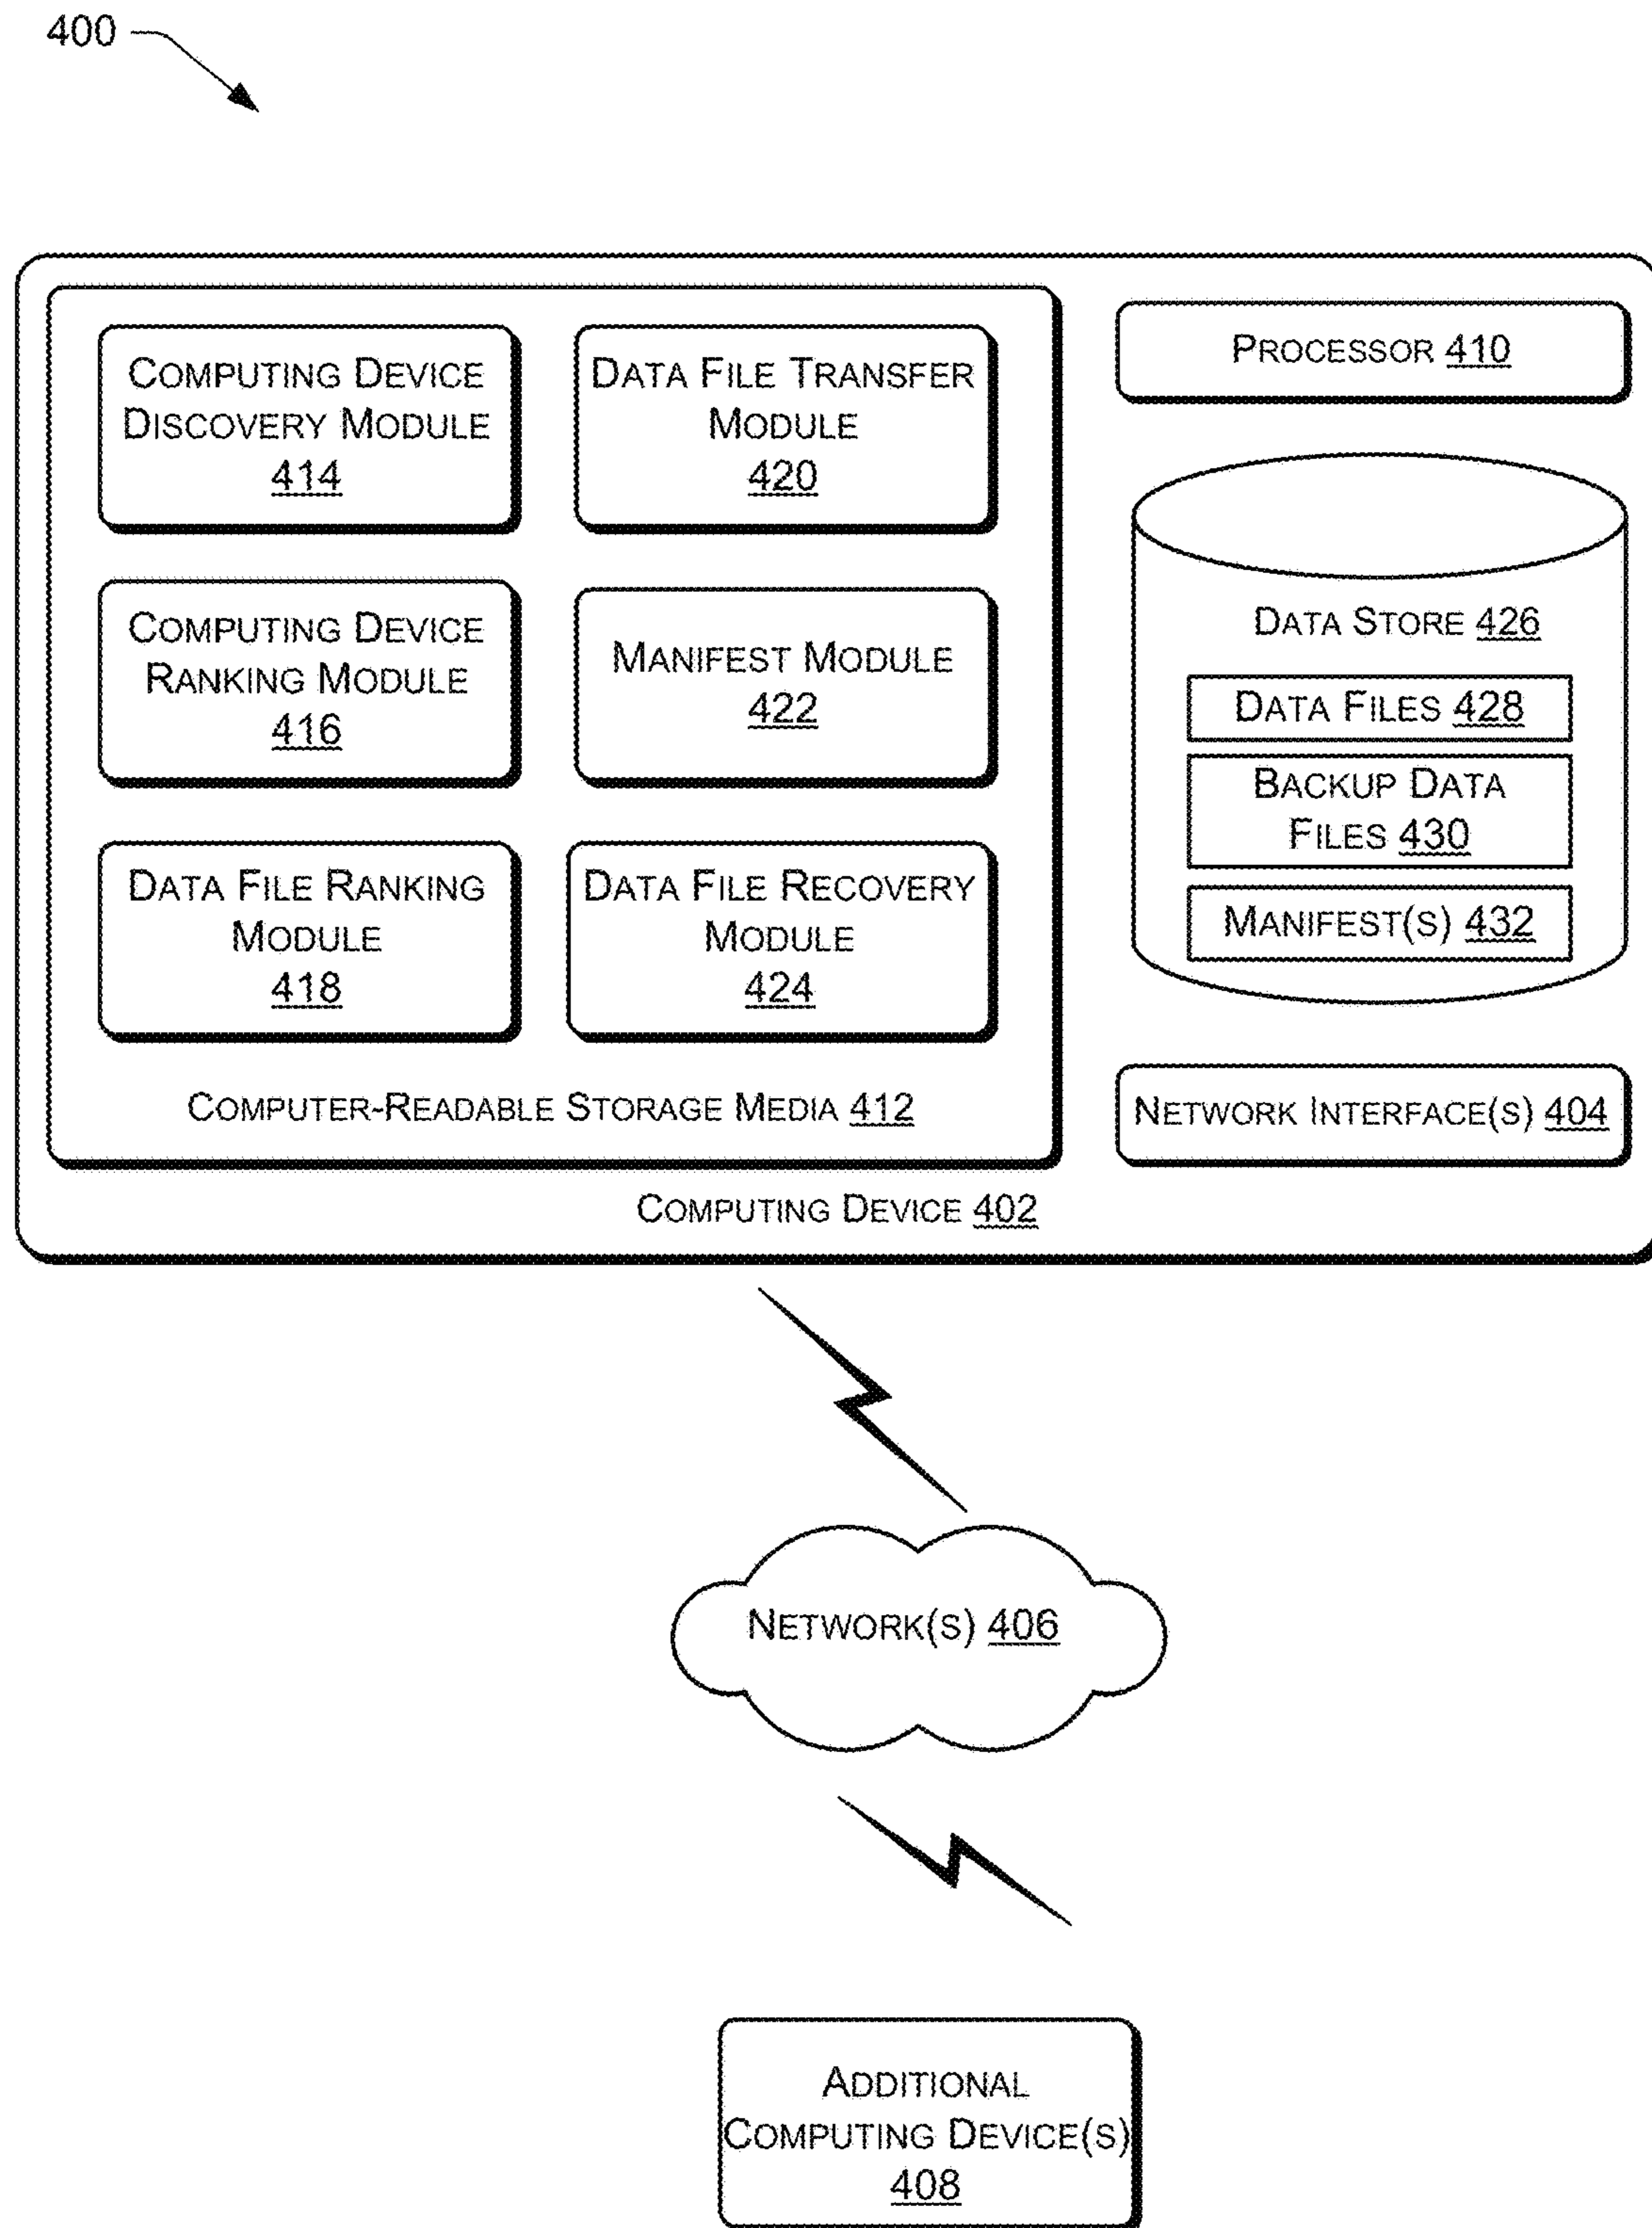 400
COMPUTING DEVICE
DISCOVERY MODULE
414
DATA FILE TRANSFER
MODULE
420
COMPUTING DEVICE
RANKING MODULE
416
MANIFEST MODULE
422
DATA FILE RANKING
MODULE
418
DATA FILE RECOVERY
MODULE
424
COMPUTER-READABLE STORAGE MEDIA 412
PROCESSOR 410
DATA STORE 426
DATA FILES 428
BACKUP DATA
FILES 430
MANIFEST(S) 432
NETWORK INTERFACE(S) 404
COMPUTING DEVICE 402
NETWORK(S) 406
ADDITIONAL
COMPUTING DEVICE(S)
408